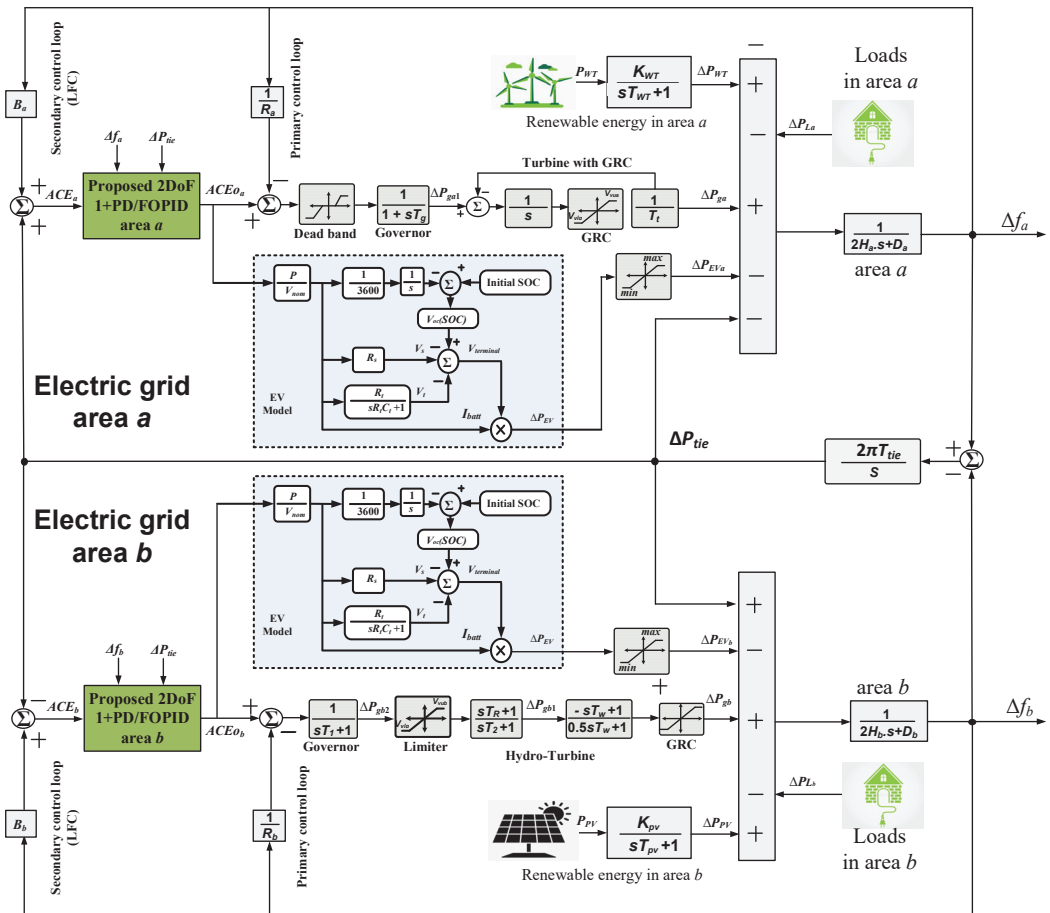 Secondary control loop
(LFC)
B_a
Primary control loop
1
R_a
Δf_a
ΔP_tie
ACE_a
Proposed 2DoF
1+PD/FOPID
area a
ACEo_a
Σ
Σ
Dead band
1
1 + sT_g
Governor
ΔP_ga1
Σ
Turbine with GRC
1
s
V_vub
V_vlo
GRC
1
T_t
ΔP_ga
P_WT
K_WT
sT_WT+1
ΔP_WT
Renewable energy in area a
Loads
in area a
ΔP_La
1
2H_a.s+D_a
area a
Δf_a
P
V_nom
1
3600
1
s
Σ
Initial SOC
V_oc(SOC)
R_s
V_s
Σ
V_terminal
R_t
sR_tC_t+1
V_t
EV
Model
I_batt
×
ΔP_EV
max
min
ΔP_EVa
Electric grid
area a
ΔP_tie
2πT_tie
S
Σ
Electric grid
area b
P
V_nom
1
3600
1
s
Σ
Initial SOC
V_oc(SOC)
R_s
V_s
Σ
V_terminal
R_t
sR_tC_t+1
V_t
EV
Model
I_batt
×
ΔP_EV
max
min
ΔP_EVb
Δf_b
ΔP_tie
Σ
ACE_b
Proposed 2DoF
1+PD/FOPID
area b
ACEo_b
Σ
1
sT_1+1
Governor
ΔP_gb2
V_vub
V_vlo
Limiter
sT_R+1
sT_2+1
ΔP_gb1
- sT_w+1
0.5sT_w+1
Hydro-Turbine
GRC
ΔP_gb
area b
1
2H_b.s+D_b
Δf_b
ΔP_Lb
Loads
in area b
B_b
Secondary control loop
(LFC)
1
R_b
Primary control loop
P_PV
K_pv
sT_pv+1
ΔP_PV
Renewable energy in area b